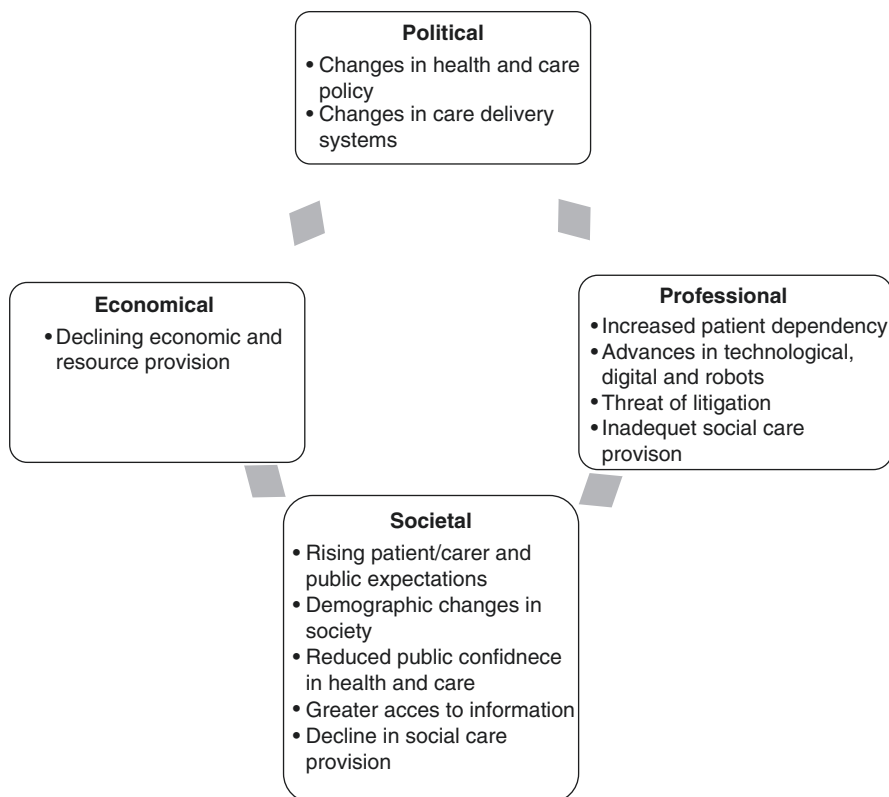 Political
• Changes in health and care
policy
• Changes in care delivery
systems
Economical
• Declining economic and
resource provision
Professional
• Increased patient dependency
• Advances in technological,
digital and robots
• Threat of litigation
• Inadequet social care
provison
Societal
• Rising patient/carer and
public expectations
• Demographic changes in
society
• Reduced public confidnece
in health and care
• Greater acces to information
• Decline in social care
provision